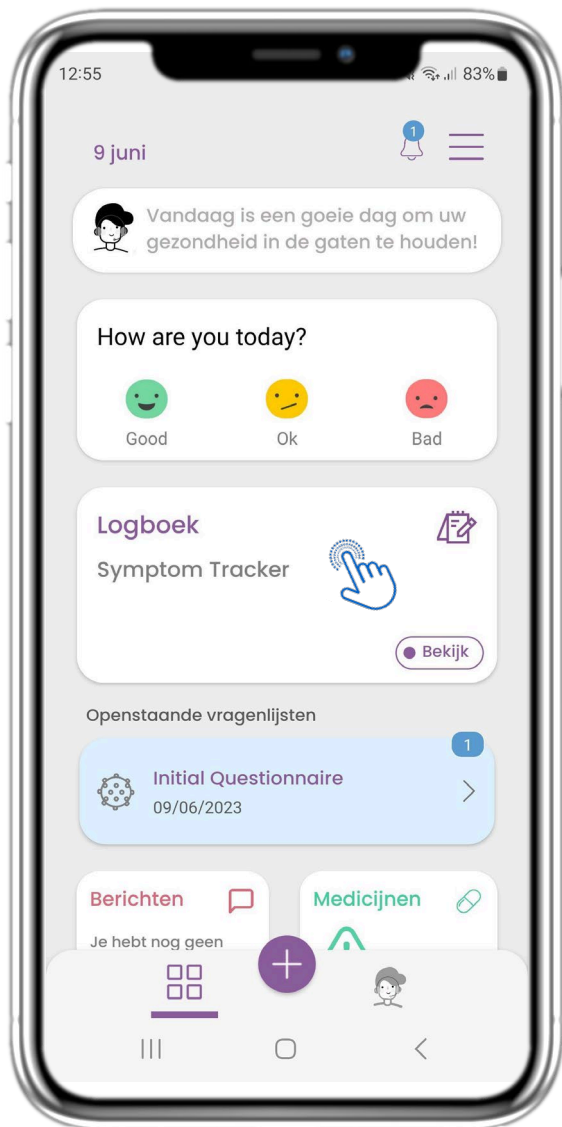 12:55
83%
9 juni
1
Vandaag is een goeie dag om uw
gezondheid in de gaten te houden!
How are you today?
Good
Ok
Bad
Logboek
Symptom Tracker
Bekijk
Openstaande vragenlijsten
1
Initial Questionnaire
09/06/2023
Berichten
Medicijnen
Je hebt nog geen